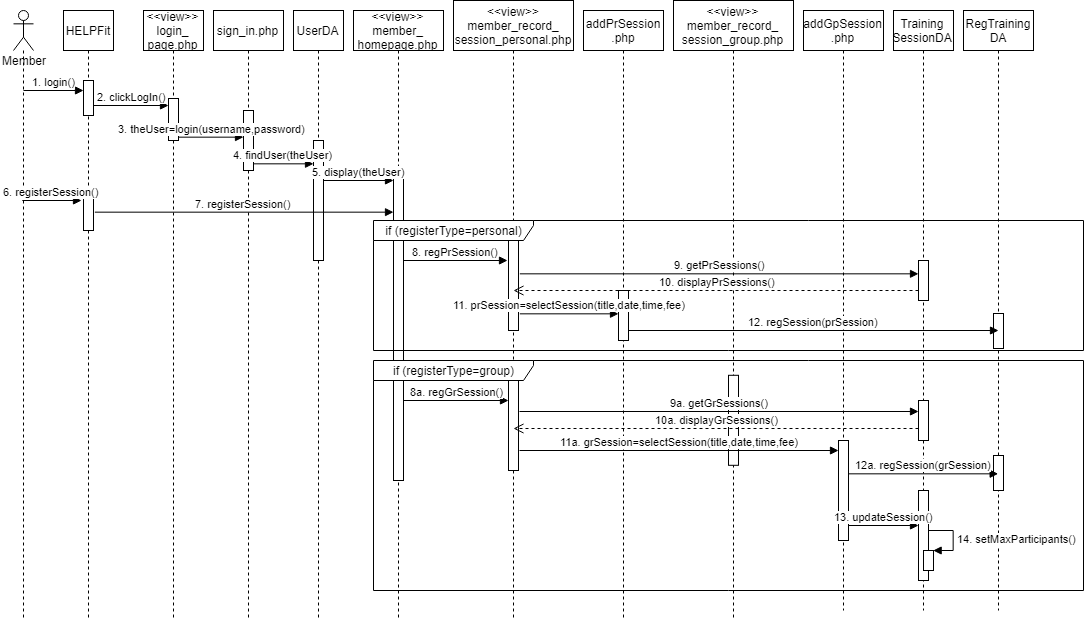 Member
HELPFit
<<view>>
login_
page.php
sign_in.php
UserDA
<<view>>
member_
homepage.php
<<view>>
member_record_
session_personal.php
addPrSession
.php
<<view>>
member_record_
session_group.php
addGpSession
.php
Training
SessionDA
RegTraining
DA
1. login()
2. clickLogIn()
3. theUser=login(username,password)
4. findUser(theUser)
5. display(theUser)
6. registerSession()
7. registerSession()
if (registerType=personal)
8. regPrSession()
9. getPrSessions()
10. displayPrSessions()
11. prSession=selectSession(title,date,time,fee)
12. regSession(prSession)
if (registerType=group)
8a. regGrSession()
9a. getGrSessions()
10a. displayGrSessions()
11a. grSession=selectSession(title,date,time,fee)
12a. regSession(grSession)
13. updateSession()
14. setMaxParticipants()